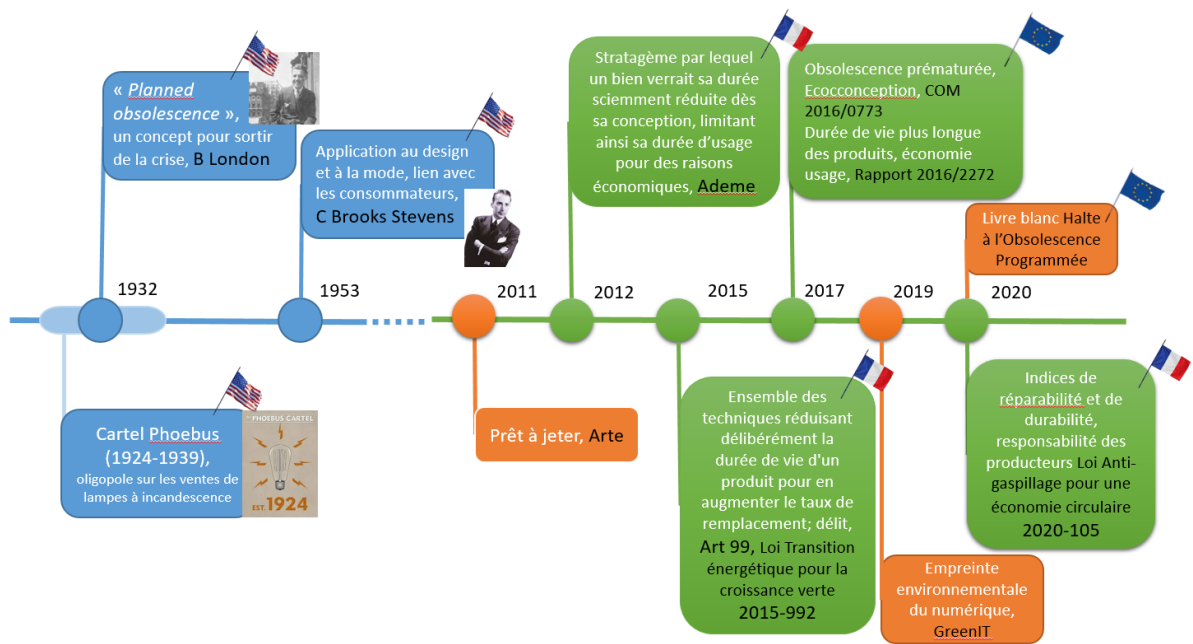 « Planned
obsolescence »,
un concept pour sortir
de la crise, B London
Application au design
et à la mode, lien avec
les consommateurs,
C Brooks Stevens
Stratagème par lequel
un bien verrait sa durée
sciemment réduite dès
sa conception, limitant
ainsi sa durée d’usage
pour des raisons
économiques, Ademe
Obsolescence prématurée,
Ecocconception, COM
2016/0773
Durée de vie plus longue
des produits, économie
usage, Rapport 2016/2272
Livre blanc Halte
à l’Obsolescence
Programmée
1932
1953
2011
2012
2015
2017
2019
2020
Cartel Phoebus
(1924-1939),
oligopole sur les ventes de
lampes à incandescence
PHOEBUS CARTEL
EST. 1924
Prêt à jeter, Arte
Ensemble des
techniques réduisant
délibérément la
durée de vie d'un
produit pour en
augmenter le taux de
remplacement; délit,
Art 99, Loi Transition
énergétique pour la
croissance verte
2015-992
Indices de
réparabilité et de
durabilité,
responsabilité des
producteurs Loi Anti-
gaspillage pour une
économie circulaire
2020-105
Empreinte
environnementale
du numérique,
GreenIT